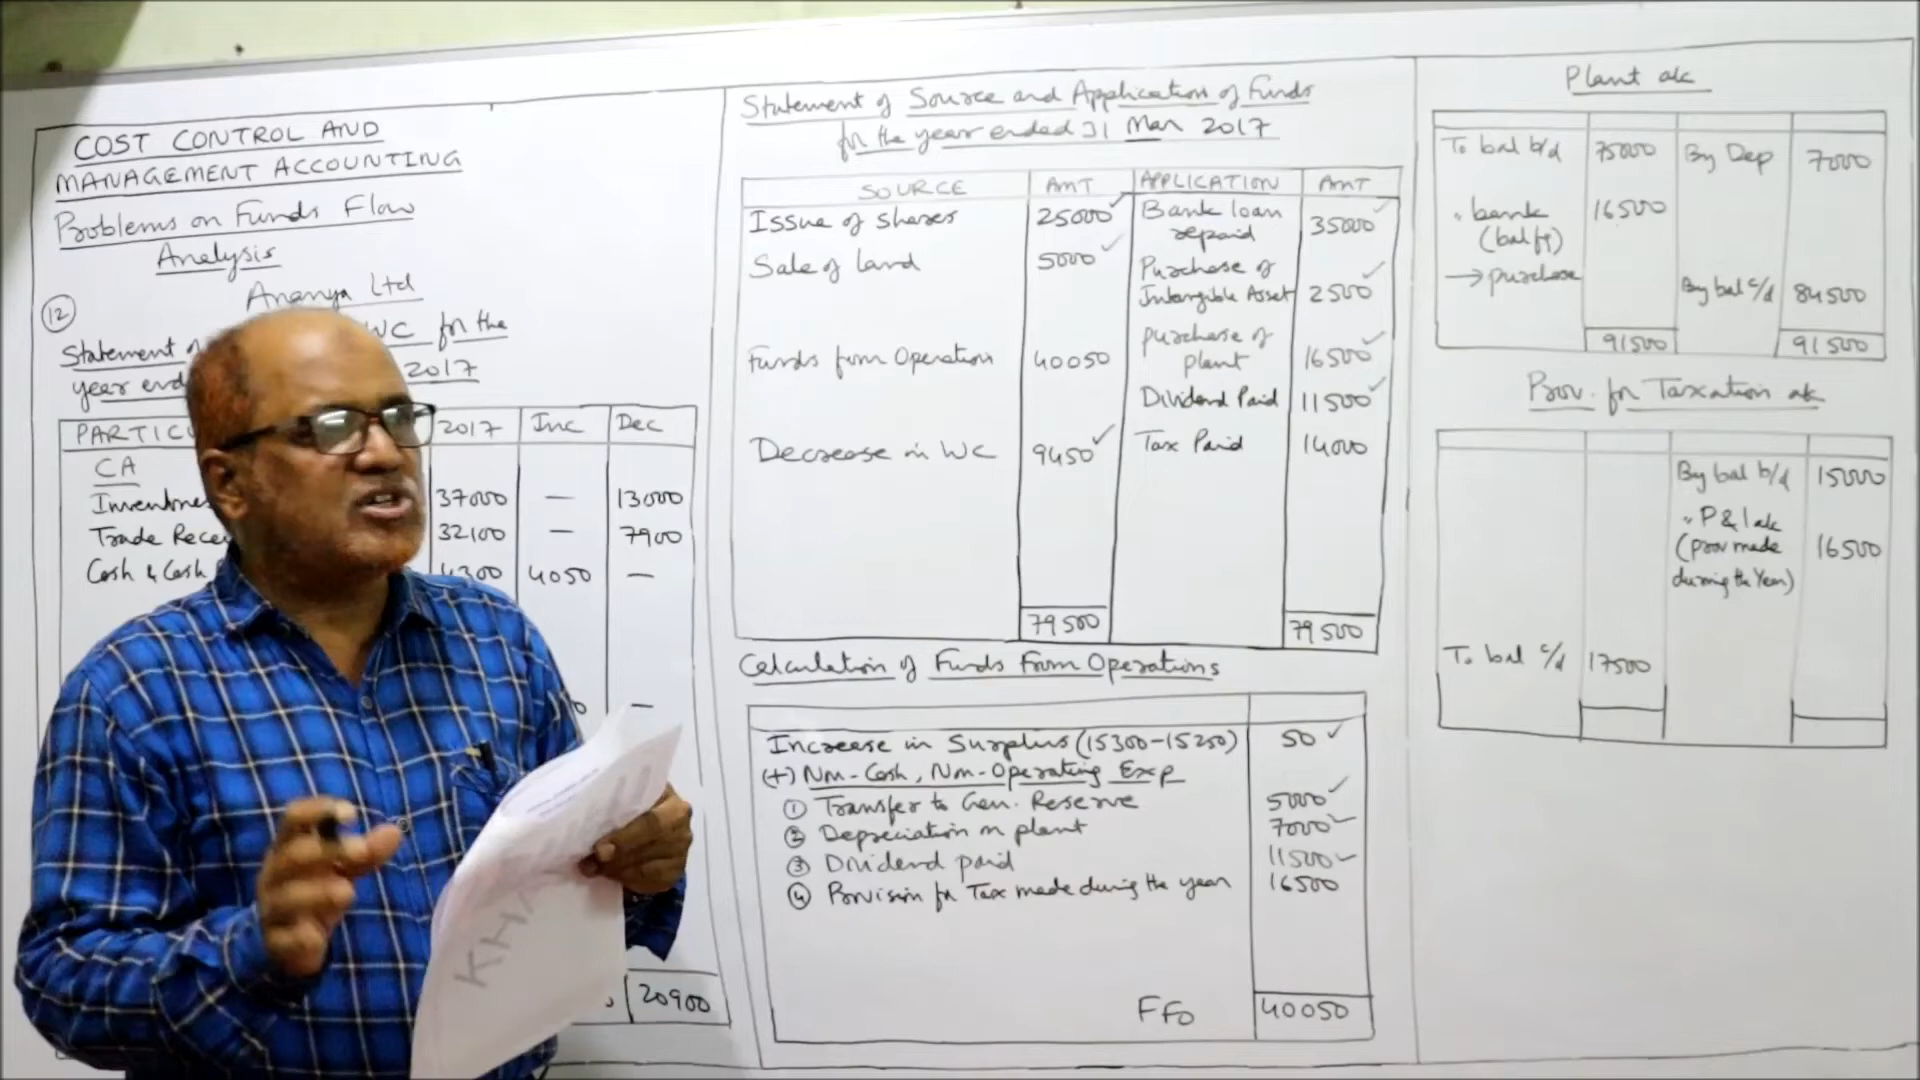 COST CONTROL AND
MANAGEMENT ACCOUNTING
Problems on Funds Flow
Analysis
12
Ananya Ltd
Statement WC for the
year 2017
2017 Inc Dec
CA
37000 — 13000
Trade 32100 — 7900
Cash & Cash 4300 4050 —
—
20900
Statement of Source and Application of Funds
for the year ended 31 Mar 2017
SOURCE AMT APPLICATION AMT
Issue of shares 25000 Bank loan
repaid 35000
Sale of land 5000 Purchase of
Intangible Asset 2500
Funds from Operation 40050 purchase of
plant 16500
Dividend Paid 11500
Decrease in WC 9450 Tax Paid 14000
79500 79500
Calculation of Funds From Operations
Increase in Surplus (15300-15250) 50
(+) Non-Cash, Non-Operating Exp
1 Transfer to Gen. Reserve 5000
2 Depreciation on plant 7000
3 Dividend paid 11500
4 Provision for Tax made during the year 16500
FFO 40050
Plant a/c
To bal b/d 75000 By Dep 7000
" bank 16500
(bal fg)
→ purchase
By bal c/d 84500
91500 91500
Prov. for Taxation a/c
By bal b/d 15000
" P & L a/c
(prov made 16500
during the Year)
To bal c/d 17500
KH